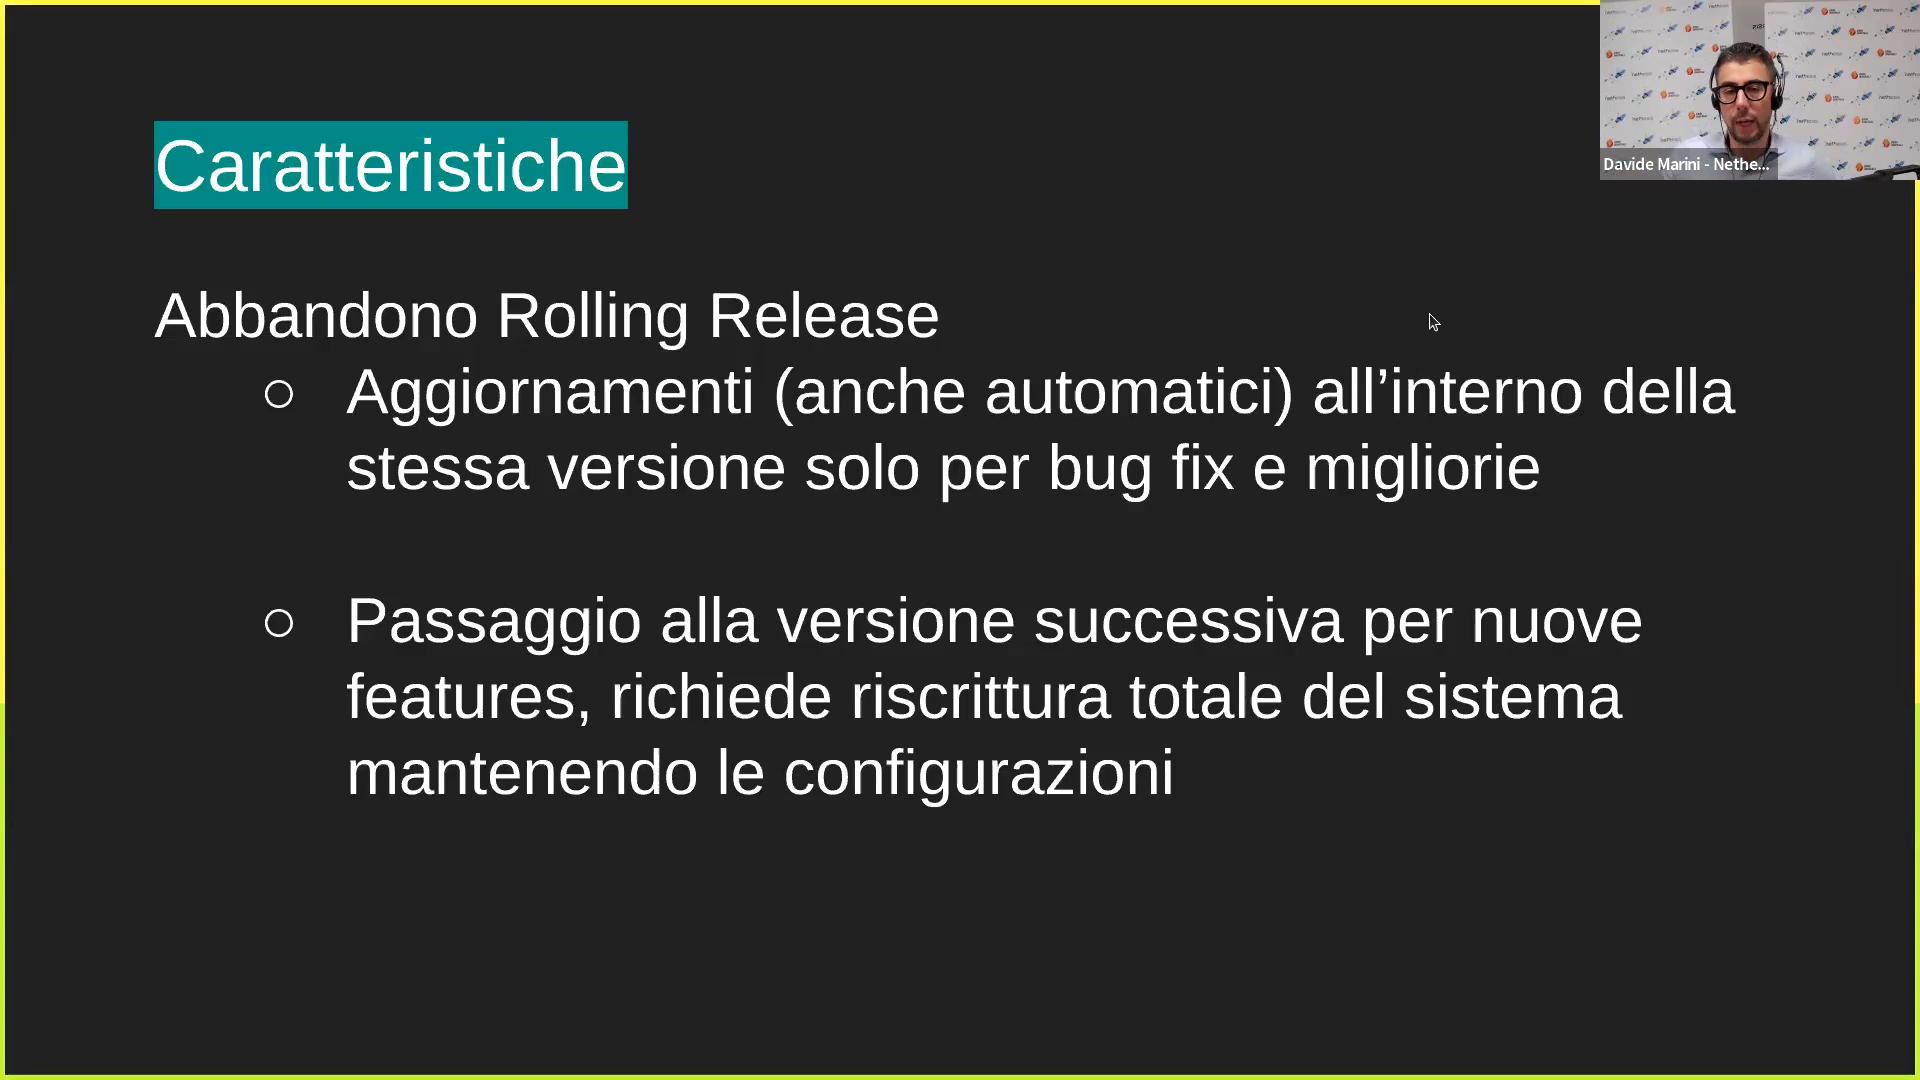 Caratteristiche
Abbandono Rolling Release
○ Aggiornamenti (anche automatici) all’interno della
stessa versione solo per bug fix e migliorie
○ Passaggio alla versione successiva per nuove
features, richiede riscrittura totale del sistema
mantenendo le configurazioni
Davide Marini - Nethe...